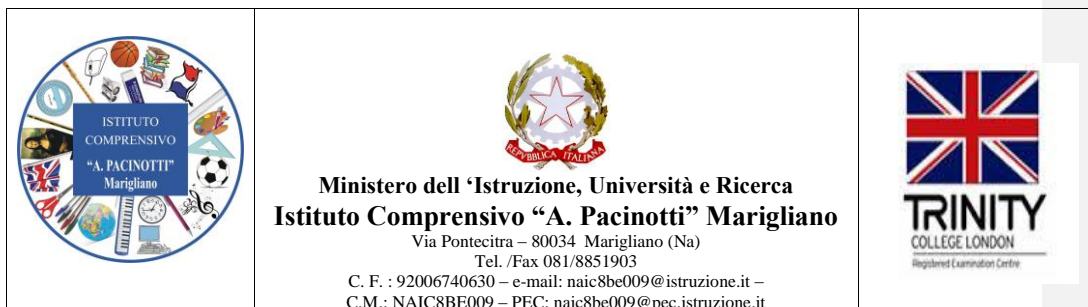 ISTITUTO
COMPRENSIVO
“A. PACINOTTI”
Marigliano
REPVBBLICA ITALIANA
Ministero dell ‘Istruzione, Università e Ricerca
Istituto Comprensivo “A. Pacinotti” Marigliano
Via Pontecitra – 80034 Marigliano (Na)
Tel. /Fax 081/8851903
C. F. : 92006740630 – e-mail: naic8be009@istruzione.it –
C.M.: NAIC8BE009 – PEC: naic8be009@pec.istruzione.it
TRINITY
COLLEGE LONDON
Registered Examination Centre